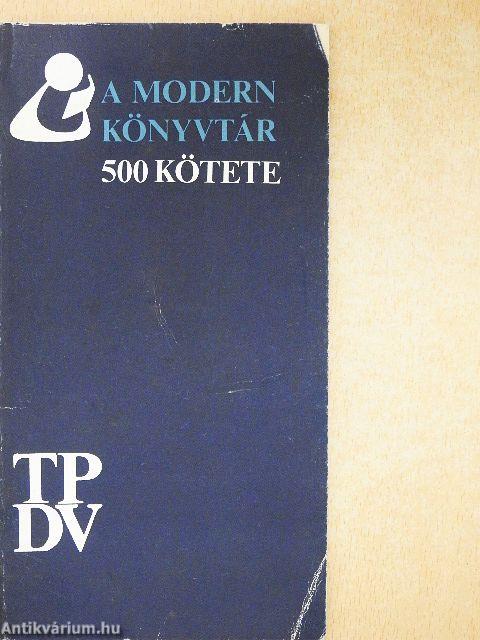 A MODERN
KÖNYVTÁR
500 KÖTETE
TP
DV
Antikvárium.hu